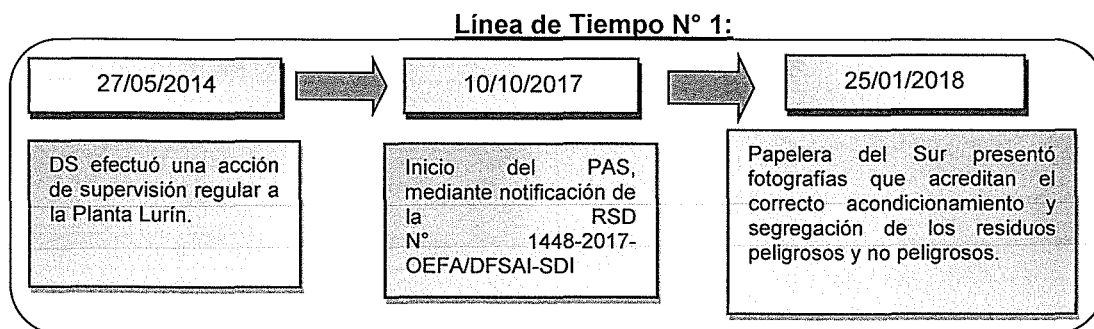 Línea de Tiempo N° 1:
27/05/2014
10/10/2017
25/01/2018
DS efectuó una acción
de supervisión regular a
la Planta Lurín.
Inicio del PAS,
mediante notificación de
la RSD
N° 1448-2017-
OEFA/DFSAI-SDI
Papelera del Sur presentó
fotografías que acreditan el
correcto acondicionamiento y
segregación de los residuos
peligrosos y no peligrosos.